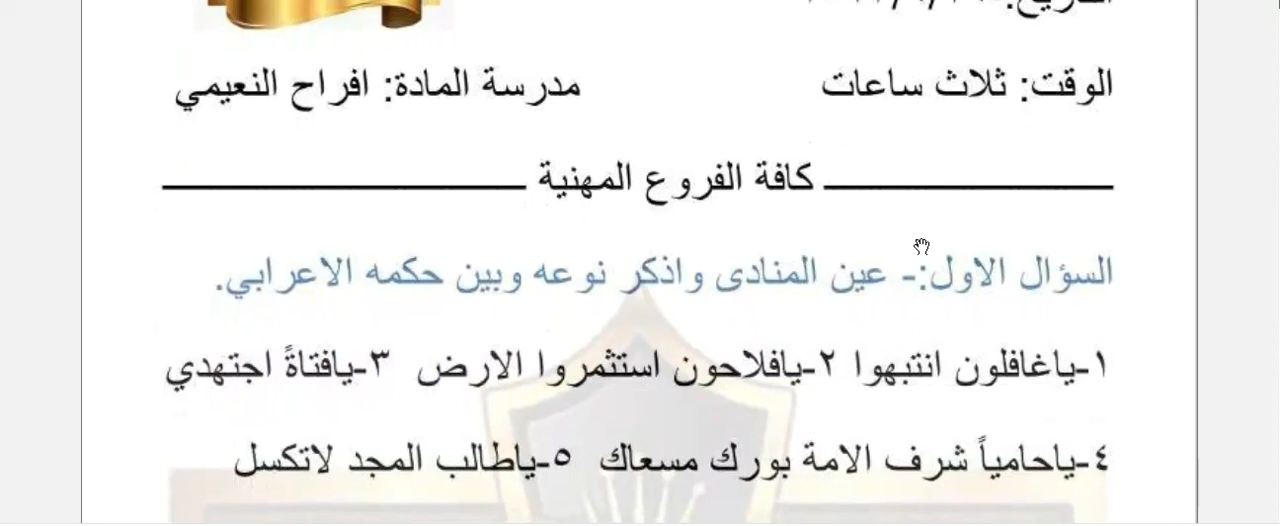 الوقت: ثلاث ساعات مدرسة المادة: افراح النعيمي
كافة الفروع المهنية
السؤال الاول:- عين المنادى واذكر نوعه وبين حكمه الاعرابي.
١-ياغافلون انتبهوا ٢-يافلاحون استثمروا الارض ٣-يافتاةً اجتهدي
٤-ياحامياً شرف الامة بورك مسعاك ٥-ياطالب المجد لاتكسل